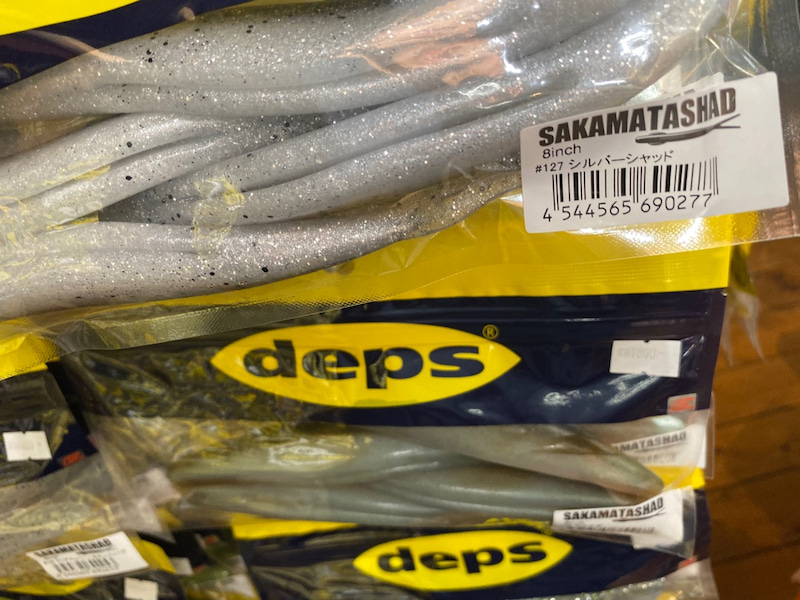 SAKAMATASHAD
8inch
#127 シルバーシャッド
4 544565 690277
deps®
SAKAMATASHAD
SAKAMATASHAD
SAKAMATASHAD
deps